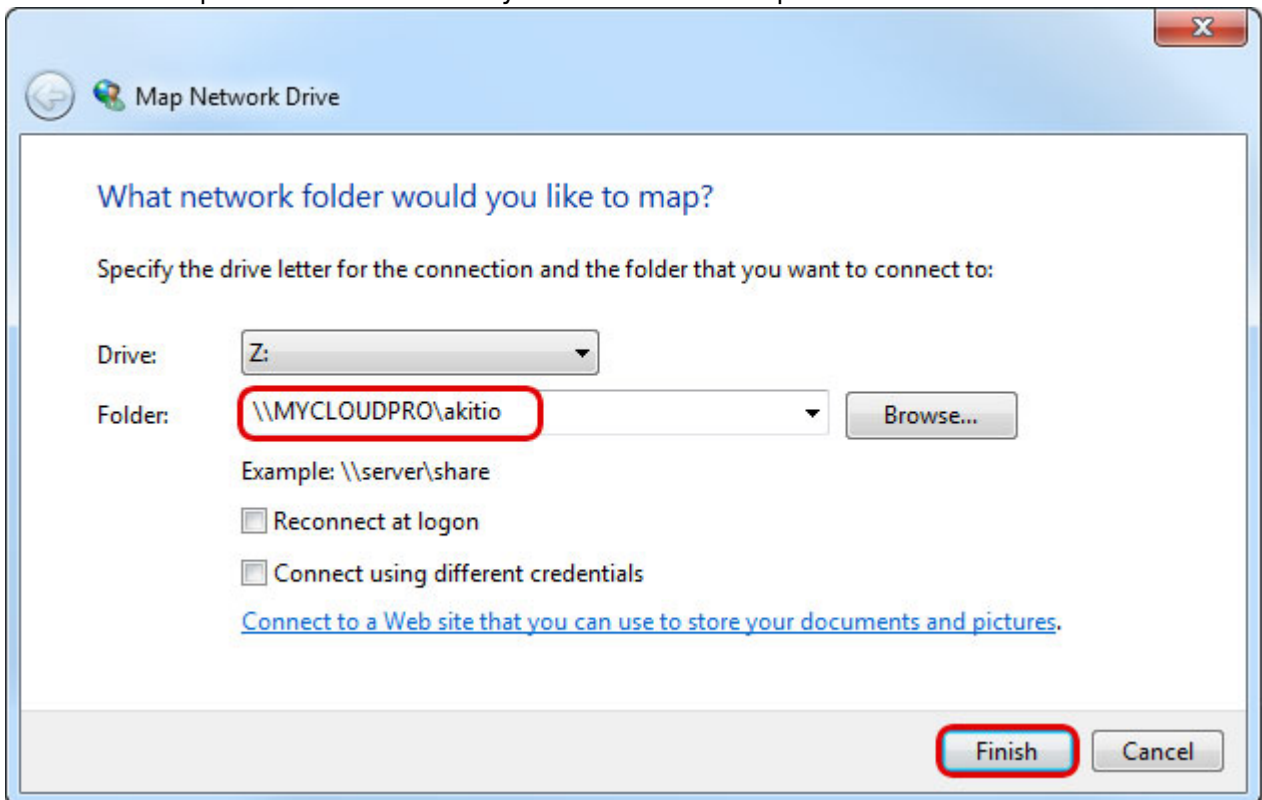 Map Network Drive
What network folder would you like to map?
Specify the drive letter for the connection and the folder that you want to connect to:
Drive: Z:
Folder: \\MYCLOUDPRO\akitio Browse...
Example: \\server\share
Reconnect at logon
Connect using different credentials
Connect to a Web site that you can use to store your documents and pictures.
Finish Cancel